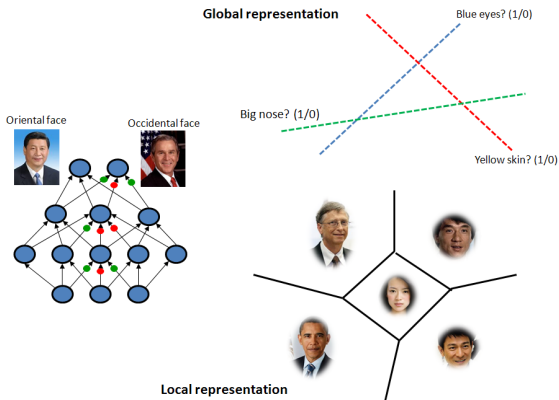 Global representation
Blue eyes? (1/0)
Oriental face
Occidental face
Big nose? (1/0)
Yellow skin? (1/0)
Local representation